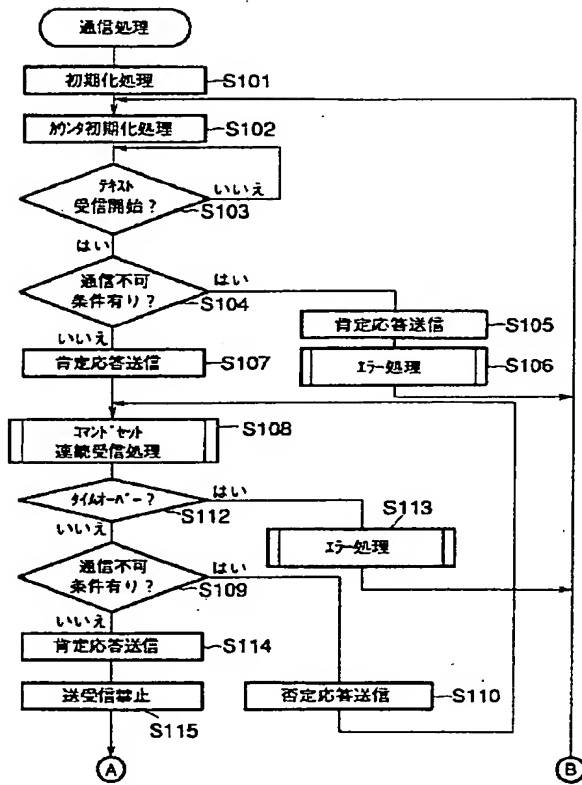 通信処理
初期化処理
S101
カウンタ初期化処理
S102
テキスト
受信開始?
いいえ
S103
はい
通信不可
条件有り?
はい
S104
いいえ
肯定応答送信
S105
肯定応答送信
S107
エラー処理
S106
コマンドセット
連続受信処理
S108
タイムオーバー?
はい
S112
S113
いいえ
エラー処理
通信不可
条件有り?
はい
S109
いいえ
肯定応答送信
S114
送受信禁止
S115
否定応答送信
S110
A
B